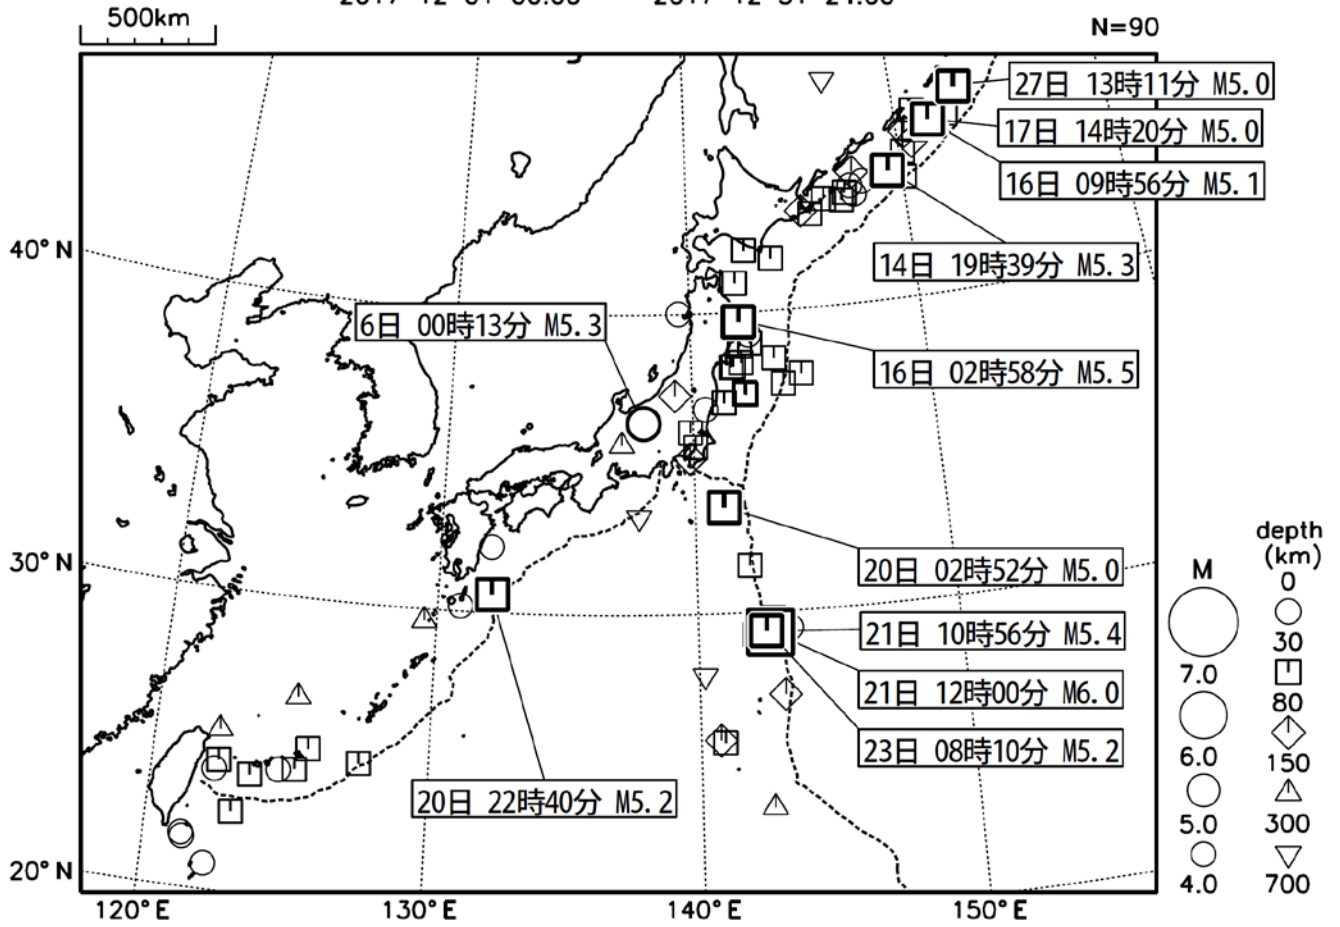 500km
N=90
27日 13時11分 M5.0
17日 14時20分 M5.0
16日 09時56分 M5.1
40°N
14日 19時39分 M5.3
6日 00時13分 M5.3
16日 02時58分 M5.5
30°N
20日 02時52分 M5.0
21日 10時56分 M5.4
21日 12時00分 M6.0
23日 08時10分 M5.2
20日 22時40分 M5.2
20°N
120°E
130°E
140°E
150°E
M
7.0
6.0
5.0
4.0
depth
(km)
0
30
80
150
300
700